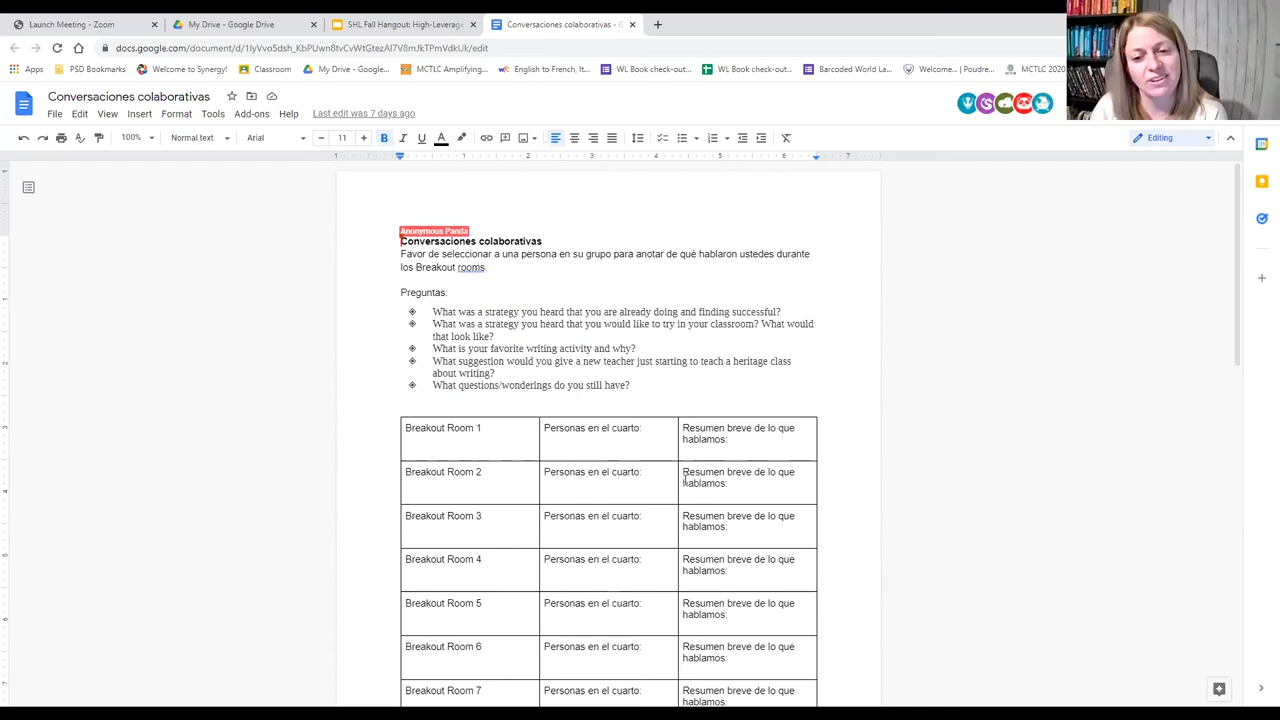 Launch Meeting - Zoom
My Drive - Google Drive
SHL Fall Hangout: High-Leverage
Conversaciones colaborativas - G
docs.google.com/document/d/
Apps
PSD Bookmarks
Welcome to Synergy!
Classroom
My Drive - Google...
MCTLC Amplifying...
English to French, It...
WL Book check-out...
WL Book check-out...
Barcoded World La...
Welcome... | Poudre...
MCTLC 2020
Conversaciones colaborativas
File Edit View Insert Format Tools Add-ons Help Last edit was 7 days ago
100% Normal text Arial 11 Editing
1 1 2 3 4 5 6 7
Anonymous Panda
Conversaciones colaborativas
Favor de seleccionar a una persona en su grupo para anotar de qué hablaron ustedes durante
los Breakout rooms.
Preguntas:
What was a strategy you heard that you are already doing and finding successful?
What was a strategy you heard that you would like to try in your classroom? What would
that look like?
What is your favorite writing activity and why?
What suggestion would you give a new teacher just starting to teach a heritage class
about writing?
What questions/wonderings do you still have?
Breakout Room 1 Personas en el cuarto: Resumen breve de lo que
hablamos:
Breakout Room 2 Personas en el cuarto: Resumen breve de lo que
hablamos:
Breakout Room 3 Personas en el cuarto: Resumen breve de lo que
hablamos:
Breakout Room 4 Personas en el cuarto: Resumen breve de lo que
hablamos:
Breakout Room 5 Personas en el cuarto: Resumen breve de lo que
hablamos:
Breakout Room 6 Personas en el cuarto: Resumen breve de lo que
hablamos:
Breakout Room 7 Personas en el cuarto: Resumen breve de lo que
hablamos: